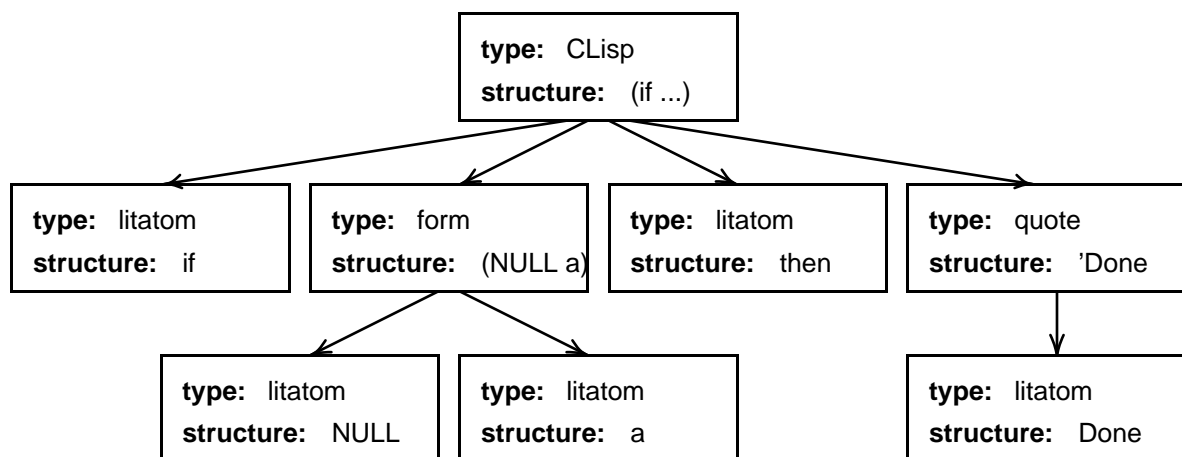 type: CLisp
structure: (if ...)
type: litatom
structure: if
type: form
structure: (NULL a)
type: litatom
structure: then
type: quote
structure: ’Done
type: litatom
structure: NULL
type: litatom
structure: a
type: litatom
structure: Done